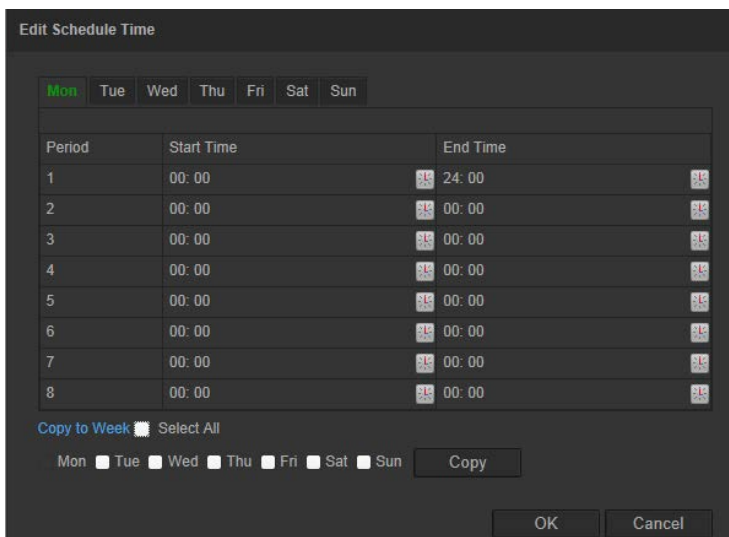 Edit Schedule Time
Mon Tue Wed Thu Fri Sat Sun
Period Start Time End Time
1 00: 00 24: 00
2 00: 00 00: 00
3 00: 00 00: 00
4 00: 00 00: 00
5 00: 00 00: 00
6 00: 00 00: 00
7 00: 00 00: 00
8 00: 00 00: 00
Copy to Week Select All
Mon Tue Wed Thu Fri Sat Sun Copy
OK Cancel